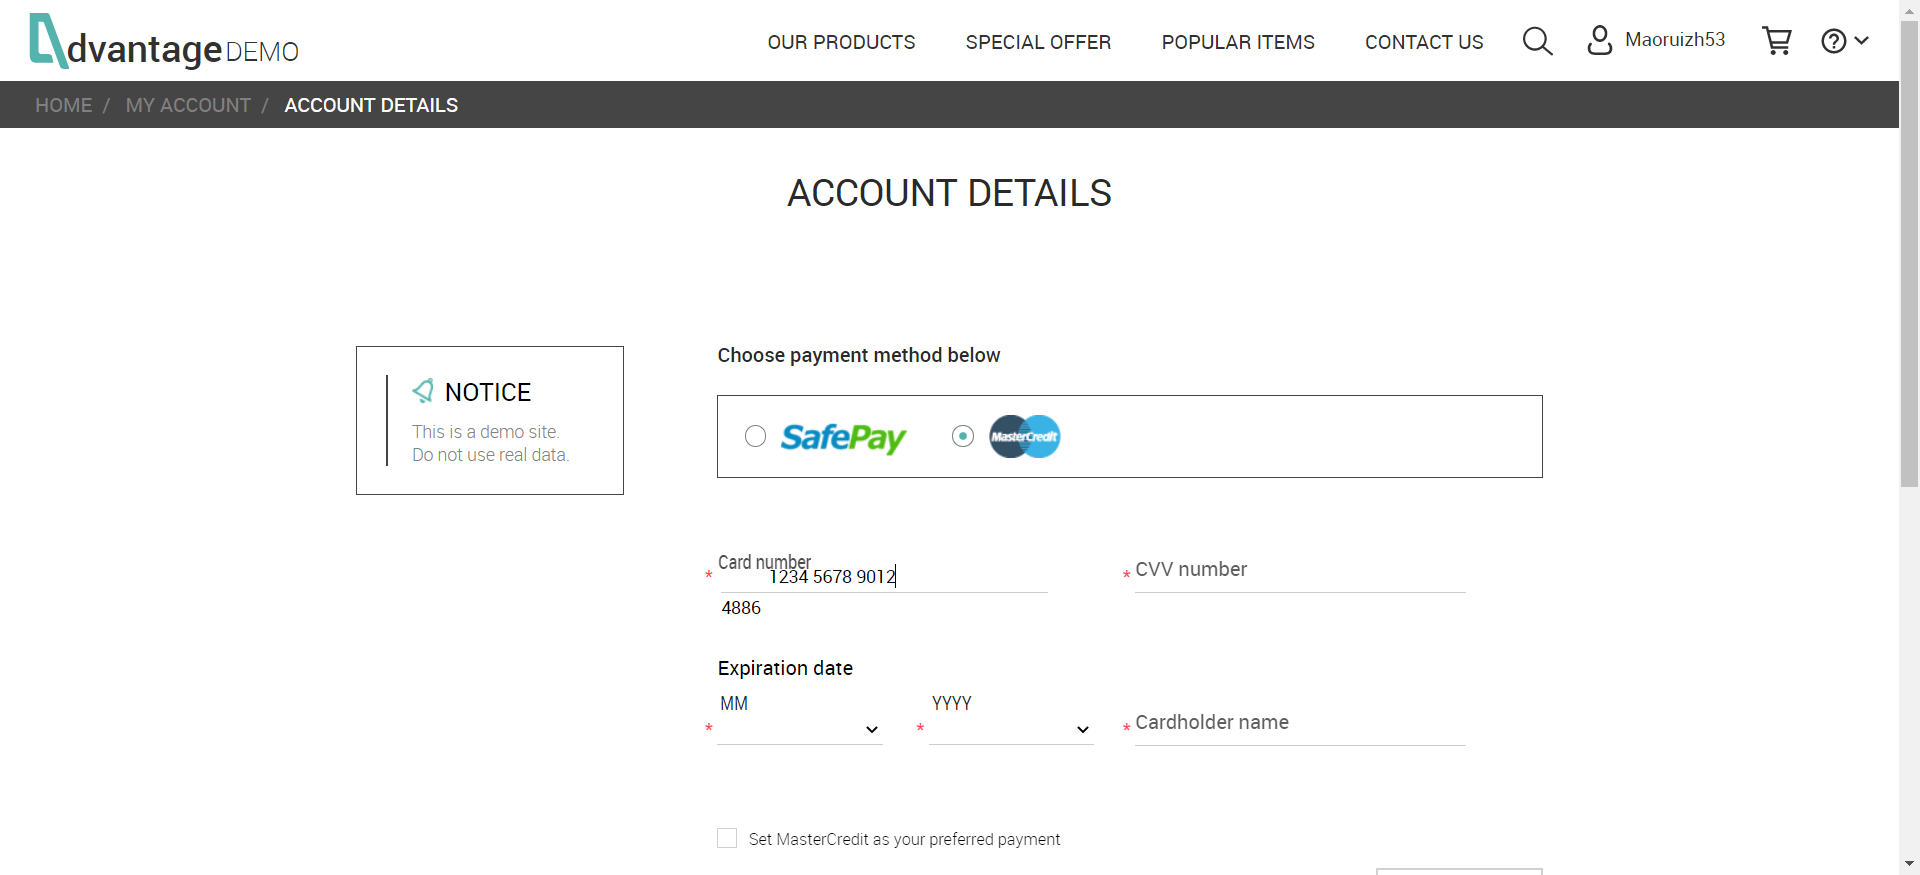 dvantage DEMO
OUR PRODUCTS
SPECIAL OFFER
POPULAR ITEMS
CONTACT US
Maoruizh53
HOME / MY ACCOUNT / ACCOUNT DETAILS
ACCOUNT DETAILS
NOTICE
This is a demo site.
Do not use real data.
Choose payment method below
SafePay
MasterCredit
Card number
* 1234 5678 9012
4886
* CVV number
Expiration date
MM
*
YYYY
*
* Cardholder name
Set MasterCredit as your preferred payment